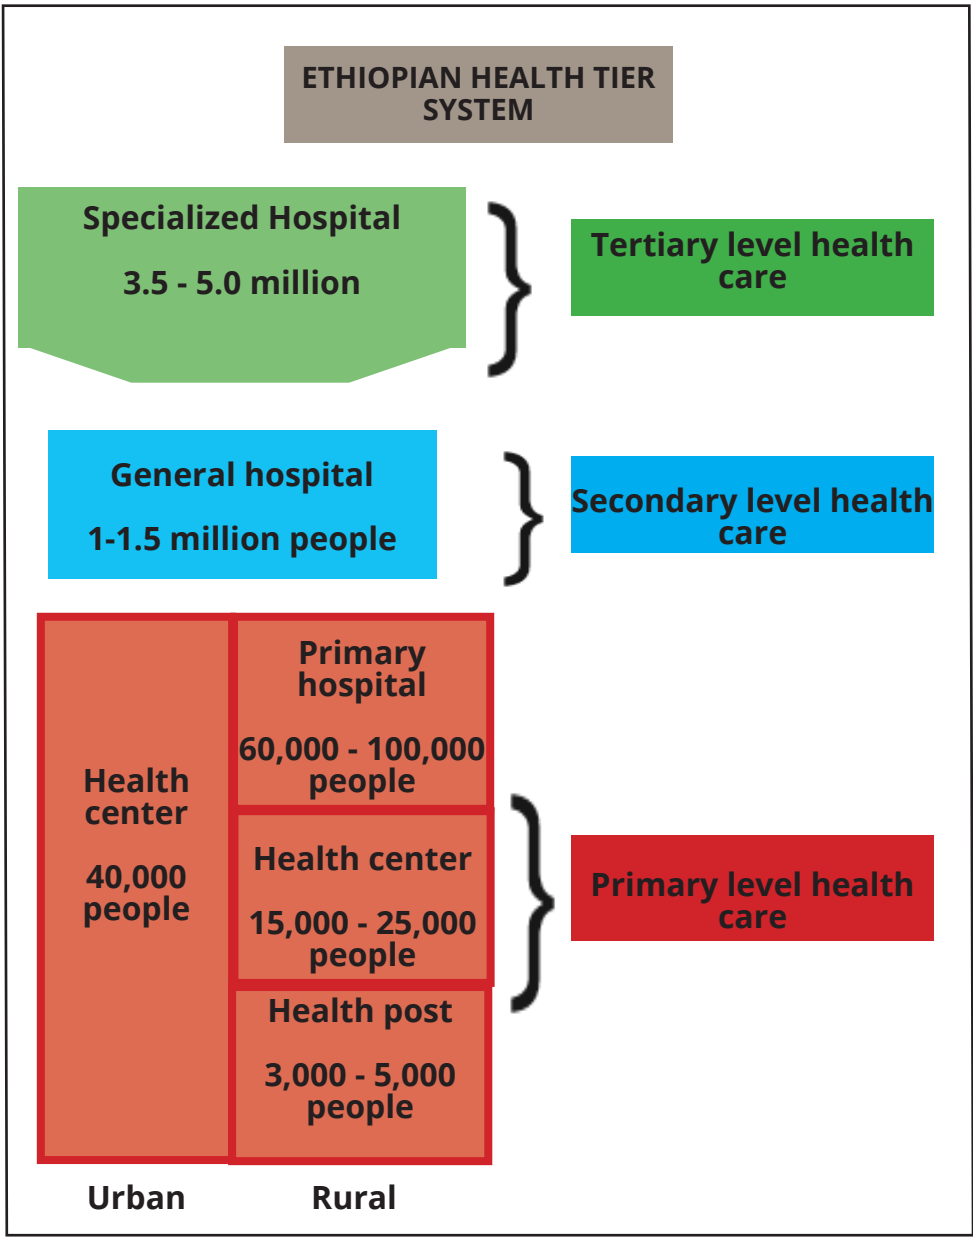 ETHIOPIAN HEALTH TIER
SYSTEM
Specialized Hospital
3.5 - 5.0 million
Tertiary level health
care
General hospital
1-1.5 million people
Secondary level health
care
Health
center
40,000
people
Primary
hospital
60,000 - 100,000
people
Health center
15,000 - 25,000
people
Health post
3,000 - 5,000
people
Primary level health
care
Urban
Rural